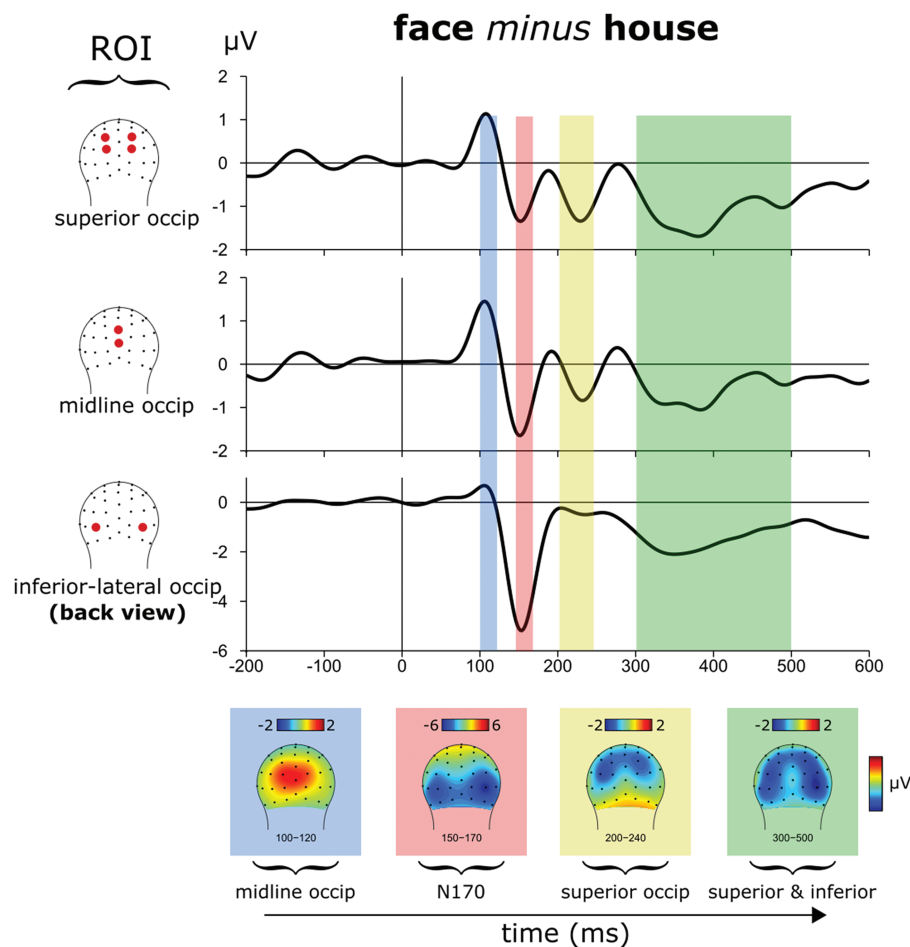 face minus house
ROI
µV
2
1
0
-1
-2
superior occip
2
1
0
-1
-2
midline occip
0
-2
-4
-6
inferior-lateral occip
(back view)
-200 -100 0 100 200 300 400 500 600
-2 2
-6 6
-2 2
-2 2
µV
100–120
150–170
200–240
300–500
midline occip
N170
superior occip
superior & inferior
time (ms)